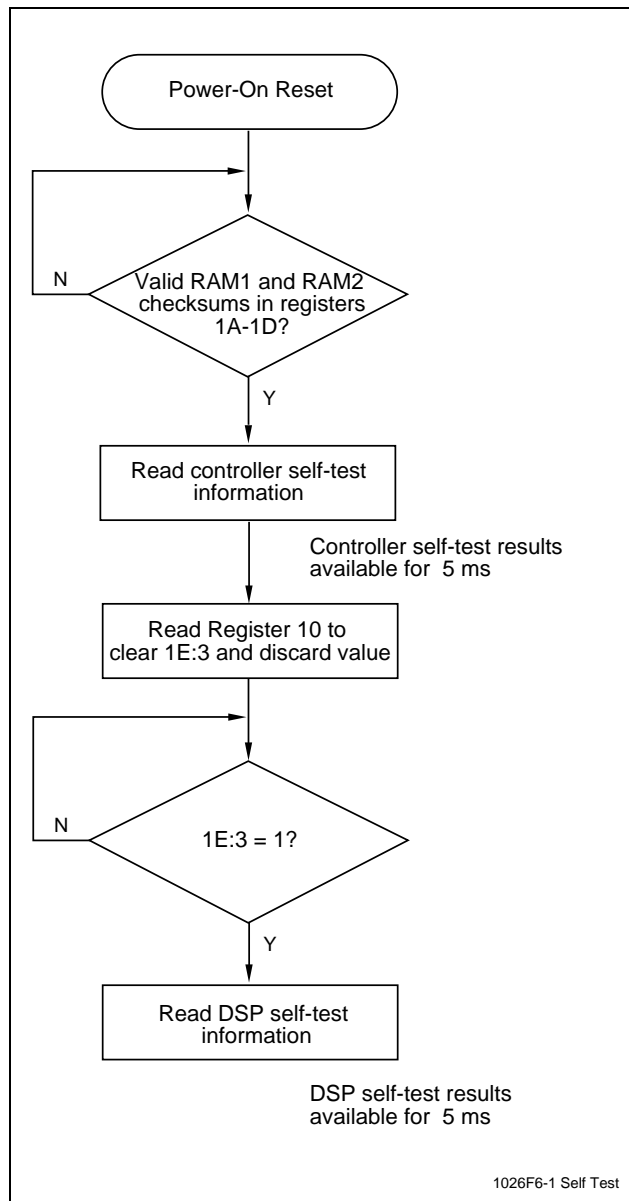 Power-On Reset
N
Valid RAM1 and RAM2
checksums in registers
1A-1D?
Y
Read controller self-test
information
Controller self-test results
available for 5 ms
Read Register 10 to
clear 1E:3 and discard value
N
1E:3 = 1?
Y
Read DSP self-test
information
DSP self-test results
available for 5 ms
1026F6-1 Self Test